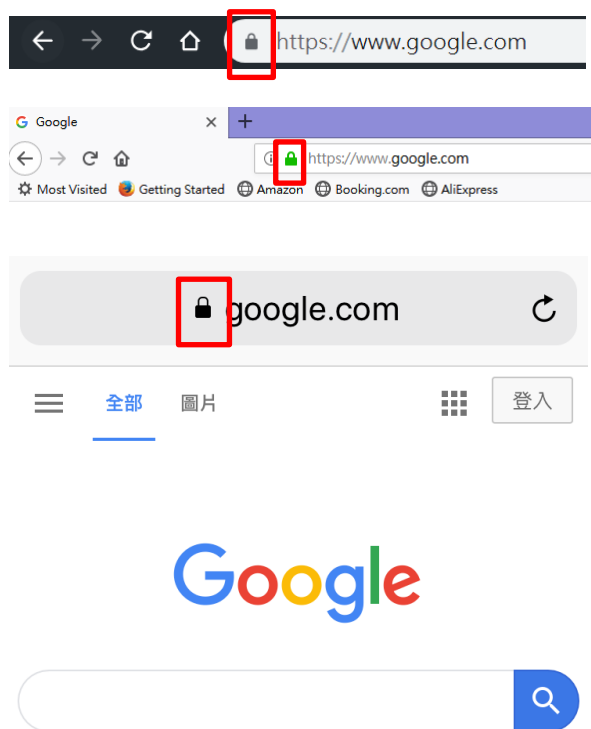 https://www.google.com
G Google
https://www.google.com
Most Visited Getting Started Amazon Booking.com AliExpress
google.com
全部 圖片 登入
Google